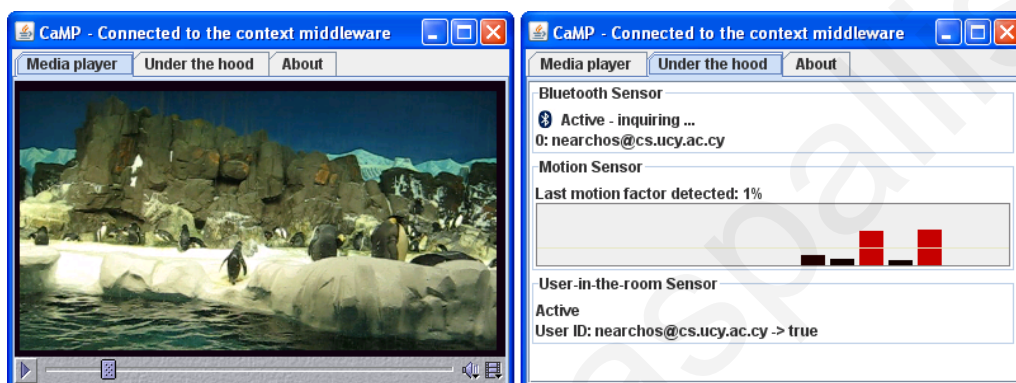 CaMP - Connected to the context middleware
Media player Under the hood About
CaMP - Connected to the context middleware
Media player Under the hood About
Bluetooth Sensor
Active - inquiring ...
0: nearchos@cs.ucy.ac.cy
Motion Sensor
Last motion factor detected: 1%
User-in-the-room Sensor
Active
User ID: nearchos@cs.ucy.ac.cy -> true